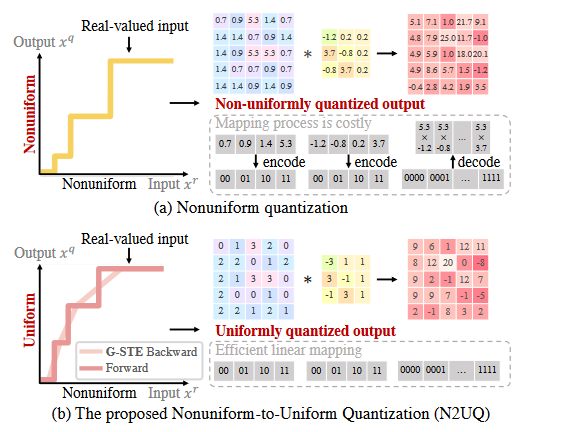 Real-valued input
Output x^q
Nonuniform
Nonuniform Input x^r
0.7 0.9 5.3 1.4 0.7
1.4 0.9 0.7 1.4 0.7
1.4 0.9 5.3 5.3 0.7
1.4 0.7 0.7 0.9 0.7
1.4 1.4 0.9 1.4 0.9
*
-1.2 0.2 0.2
3.7 -0.8 0.2
-0.8 3.7 0.2
5.1 7.1 1.0 21.7 9.1
4.8 7.9 25.0 11.7 -1.0
4.9 5.9 1.0 18.0 20.1
4.9 8.6 5.7 1.5 -1.2
-0.4 2.8 4.2 1.9 3.5
Non-uniformly quantized output
Mapping process is costly
0.7 0.9 1.4 5.3
encode
00 01 10 11
-1.2 -0.8 0.2 3.7
encode
00 01 10 11
5.3 5.3 ... 5.3
× × ×
-1.2 -0.8 3.7
decode
0000 0001 ... 1111
(a) Nonuniform quantization
Real-valued input
Output x^q
Uniform
G-STE Backward
Forward
Nonuniform Input x^r
0 1 3 2 0
2 2 0 1 2
2 1 3 3 0
2 0 0 1 0
2 2 1 2 1
*
-3 1 1
3 -1 1
-1 3 1
9 6 1 12 11
8 12 20 0 -8
9 2 -1 12 7
9 9 7 -1 -5
2 -1 8 3 2
Uniformly quantized output
Efficient linear mapping
00 01 10 11
00 01 10 11
0000 0001 ... 1111
(b) The proposed Nonuniform-to-Uniform Quantization (N2UQ)